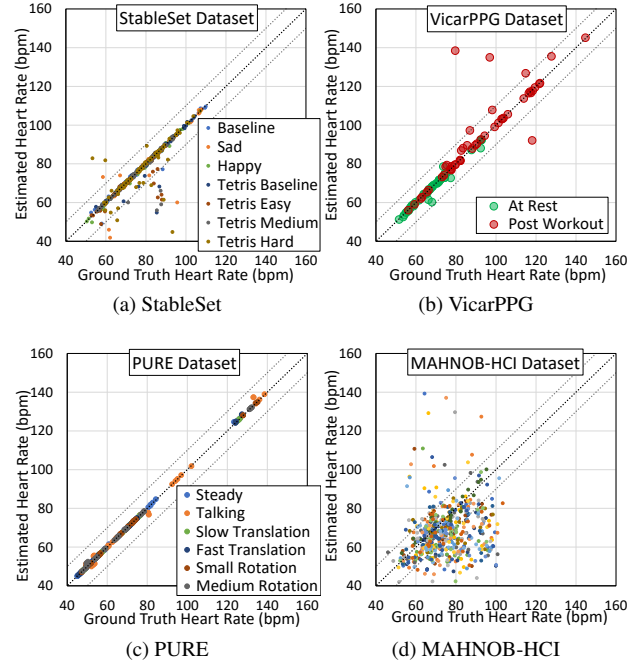 StableSet Dataset
Estimated Heart Rate (bpm)
160
140
120
100
80
60
40
Baseline
Sad
Happy
Tetris Baseline
Tetris Easy
Tetris Medium
Tetris Hard
40 60 80 100 120 140 160
Ground Truth Heart Rate (bpm)
(a) StableSet
VicarPPG Dataset
Estimated Heart Rate (bpm)
160
140
120
100
80
60
40
At Rest
Post Workout
40 60 80 100 120 140 160
Ground Truth Heart Rate (bpm)
(b) VicarPPG
PURE Dataset
Estimated Heart Rate (bpm)
160
140
120
100
80
60
40
Steady
Talking
Slow Translation
Fast Translation
Small Rotation
Medium Rotation
40 60 80 100 120 140 160
Ground Truth Heart Rate (bpm)
(c) PURE
MAHNOB-HCI Dataset
Estimated Heart Rate (bpm)
160
140
120
100
80
60
40
40 60 80 100 120 140 160
Ground Truth Heart Rate (bpm)
(d) MAHNOB-HCI